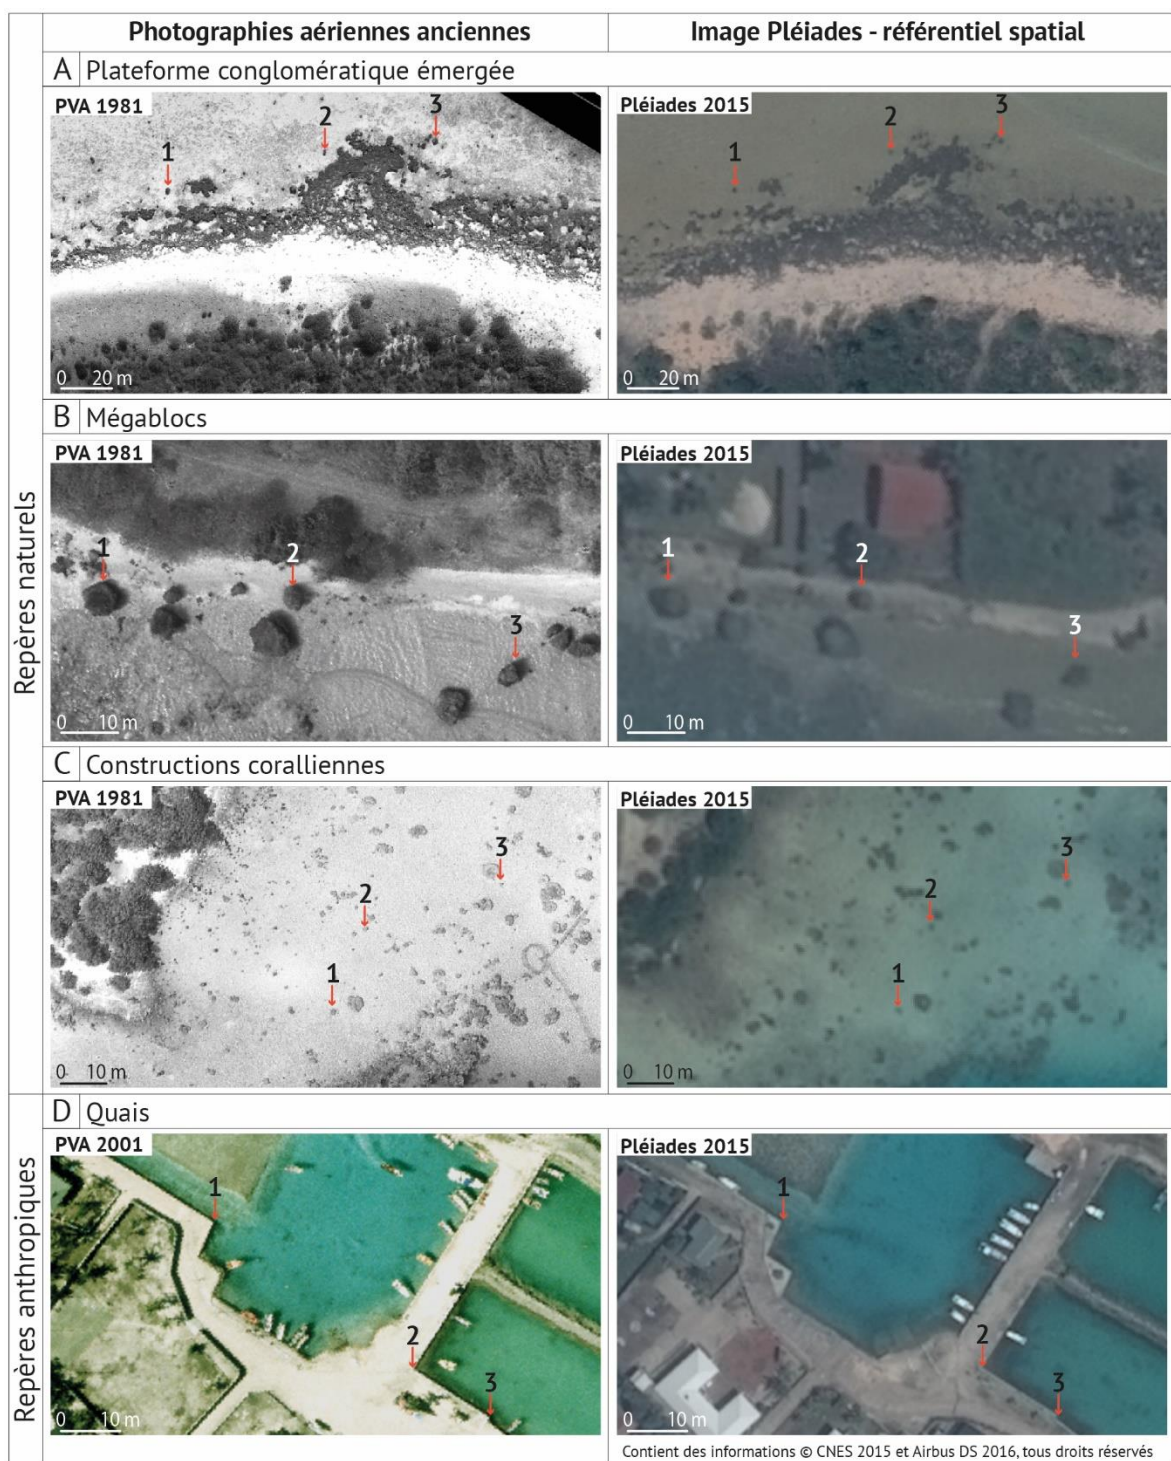 Photographies aériennes anciennes
Image Pléiades - référentiel spatial
Repères naturels
A Plateforme conglomératique émergée
PVA 1981
1
2
3
0 20 m
Pléiades 2015
1
2
3
0 20 m
B Mégablocs
PVA 1981
1
2
3
0 10 m
Pléiades 2015
1
2
3
0 10 m
C Constructions coralliennes
PVA 1981
1
2
3
0 10 m
Pléiades 2015
1
2
3
0 10 m
Repères anthropiques
D Quais
PVA 2001
1
2
3
0 10 m
Pléiades 2015
1
2
3
0 10 m
Contient des informations © CNES 2015 et Airbus DS 2016, tous droits réservés